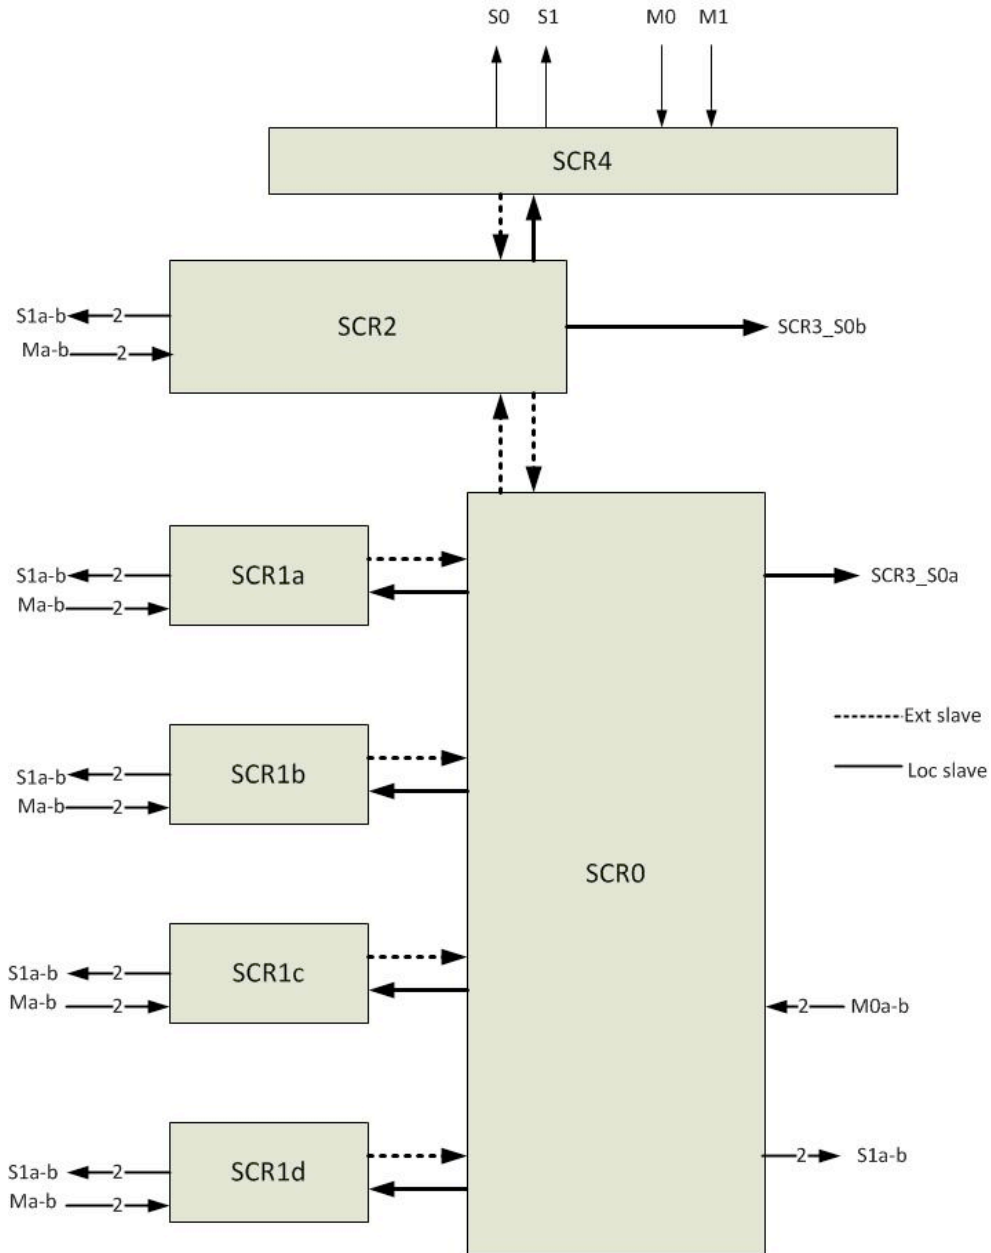 S0 S1 M0 M1
SCR4
S1a-b 2
SCR2
SCR3_S0b
Ma-b 2
S1a-b 2
SCR1a
SCR3_S0a
Ma-b 2
Ext slave
Loc slave
S1a-b 2
SCR1b
Ma-b 2
SCR0
S1a-b 2
SCR1c
Ma-b 2
2 M0a-b
S1a-b 2
SCR1d
Ma-b 2
2 S1a-b